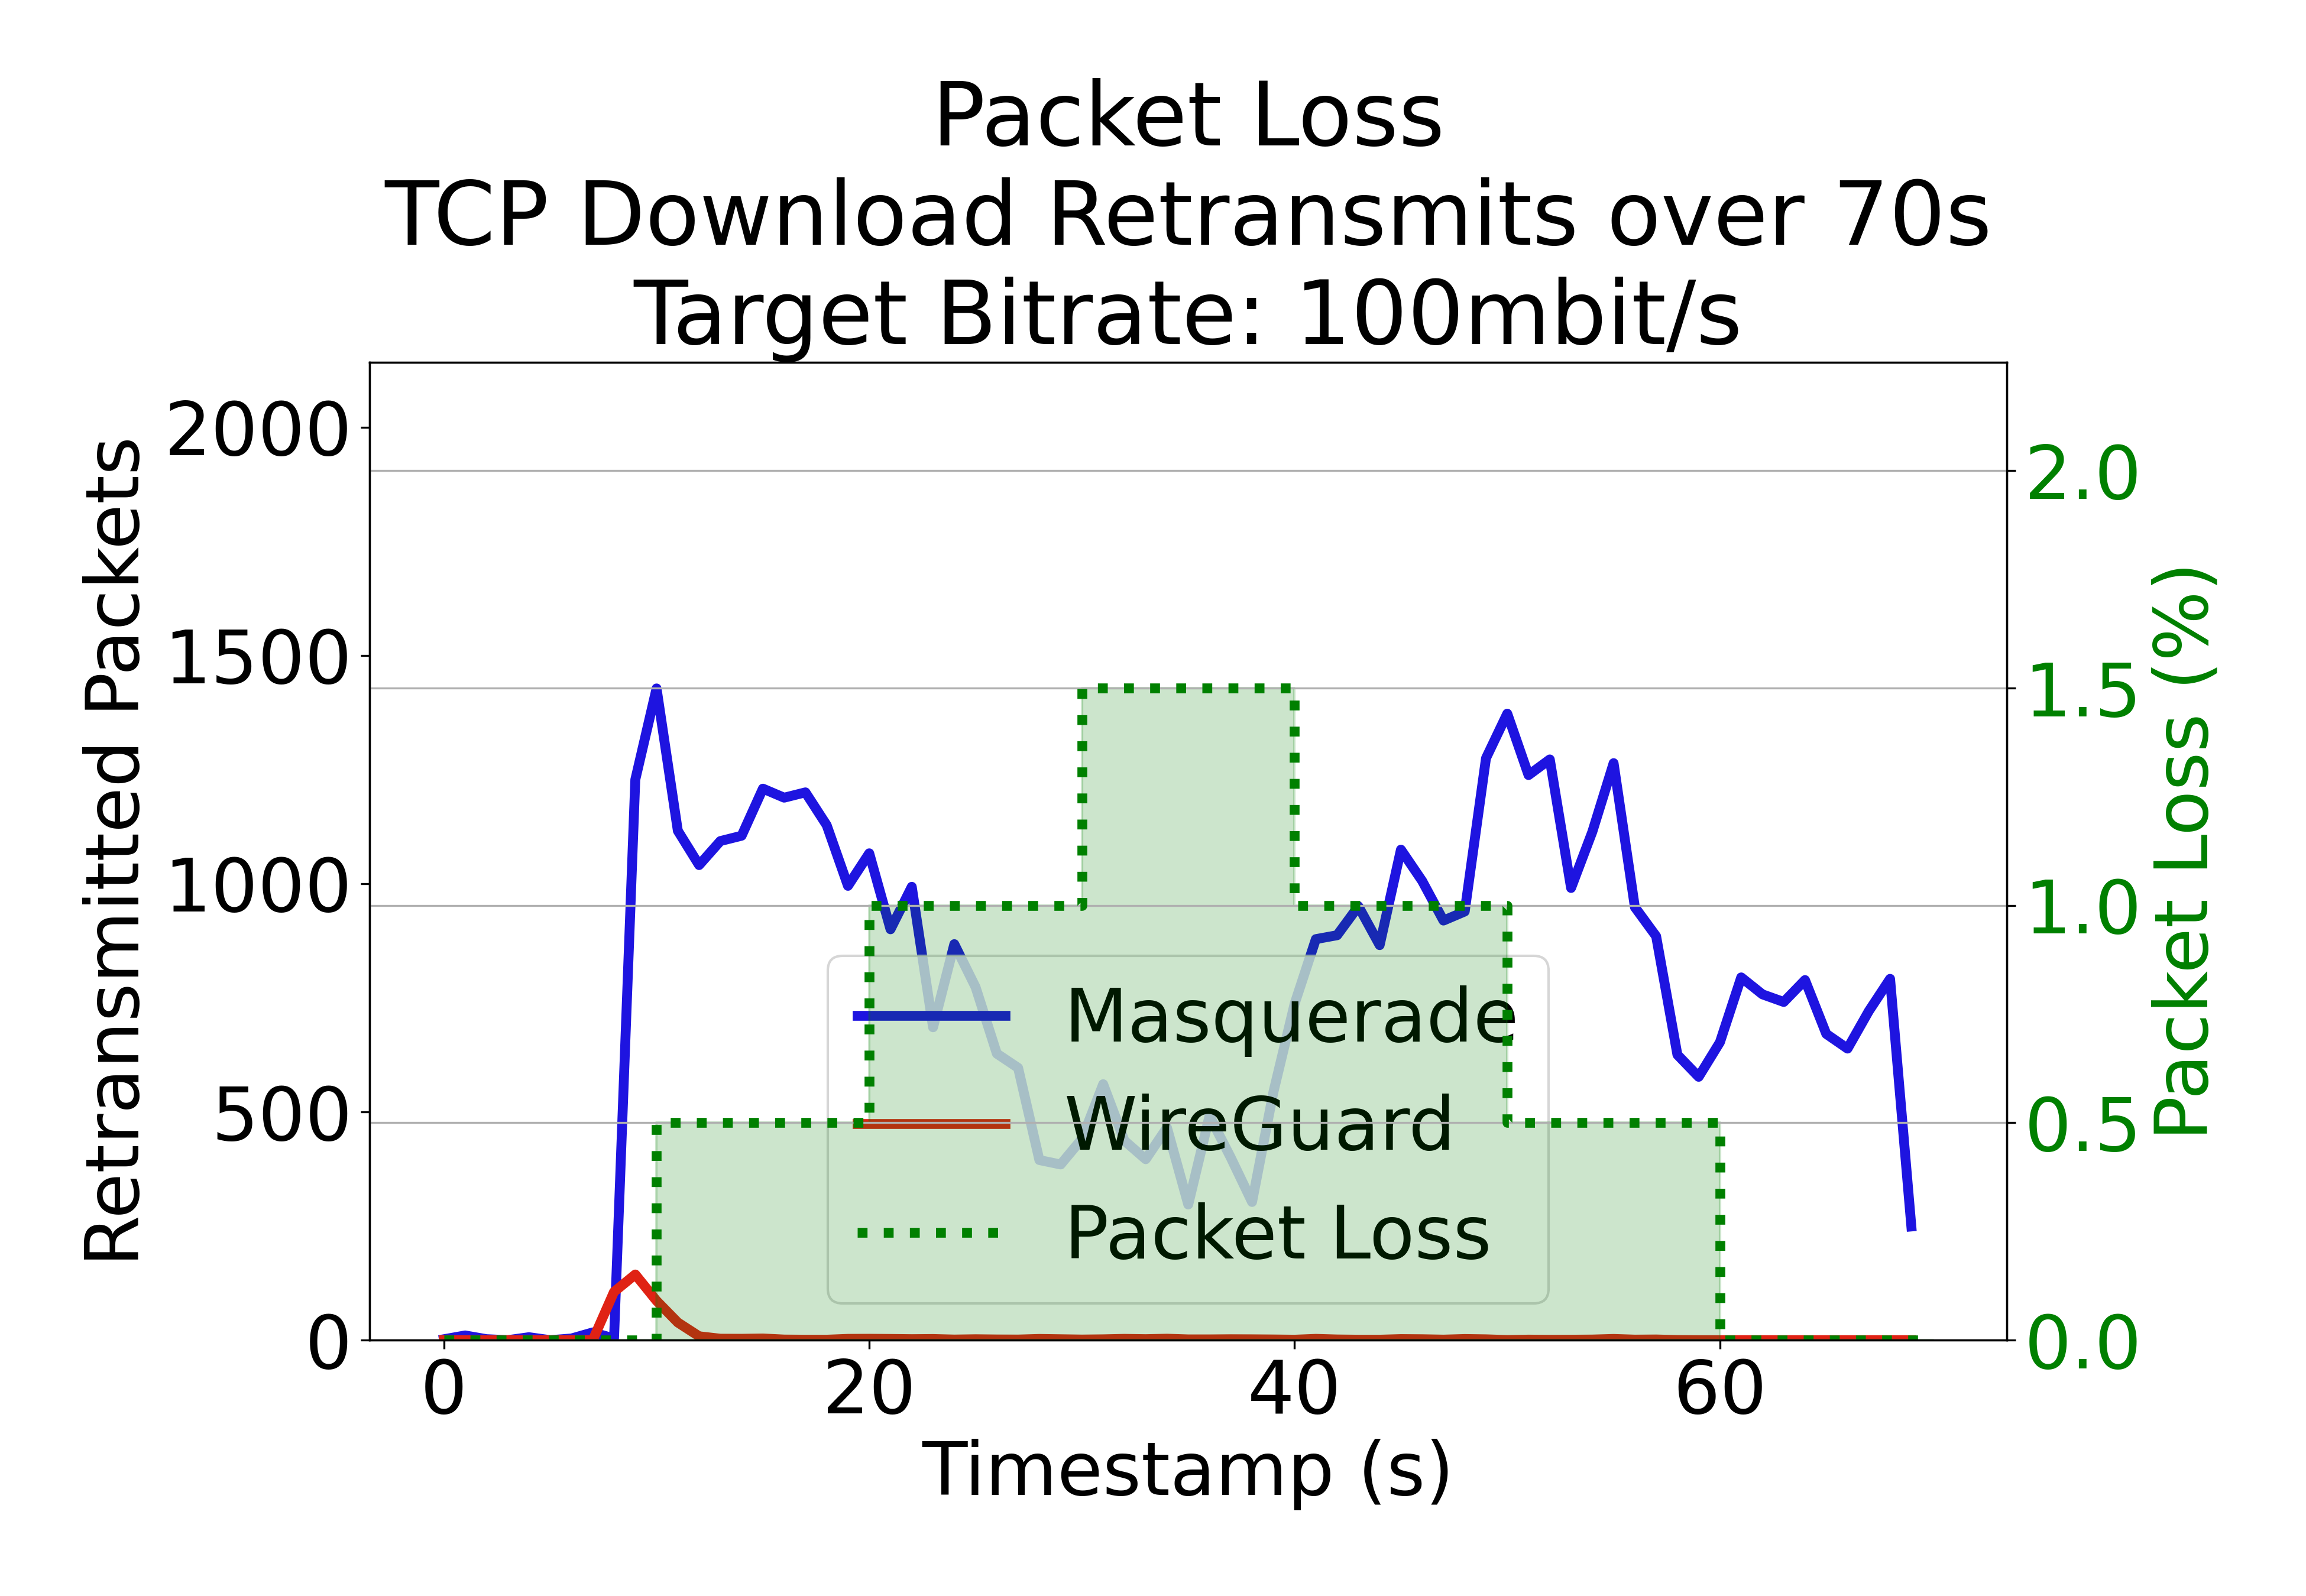 Packet Loss
TCP Download Retransmits over 70s
Target Bitrate: 100mbit/s
Retransmitted Packets
2000
1500
1000
500
0
2.0
1.5
1.0
0.5
0.0
Packet Loss (%)
Masquerade
WireGuard
Packet Loss
0 20 40 60
Timestamp (s)